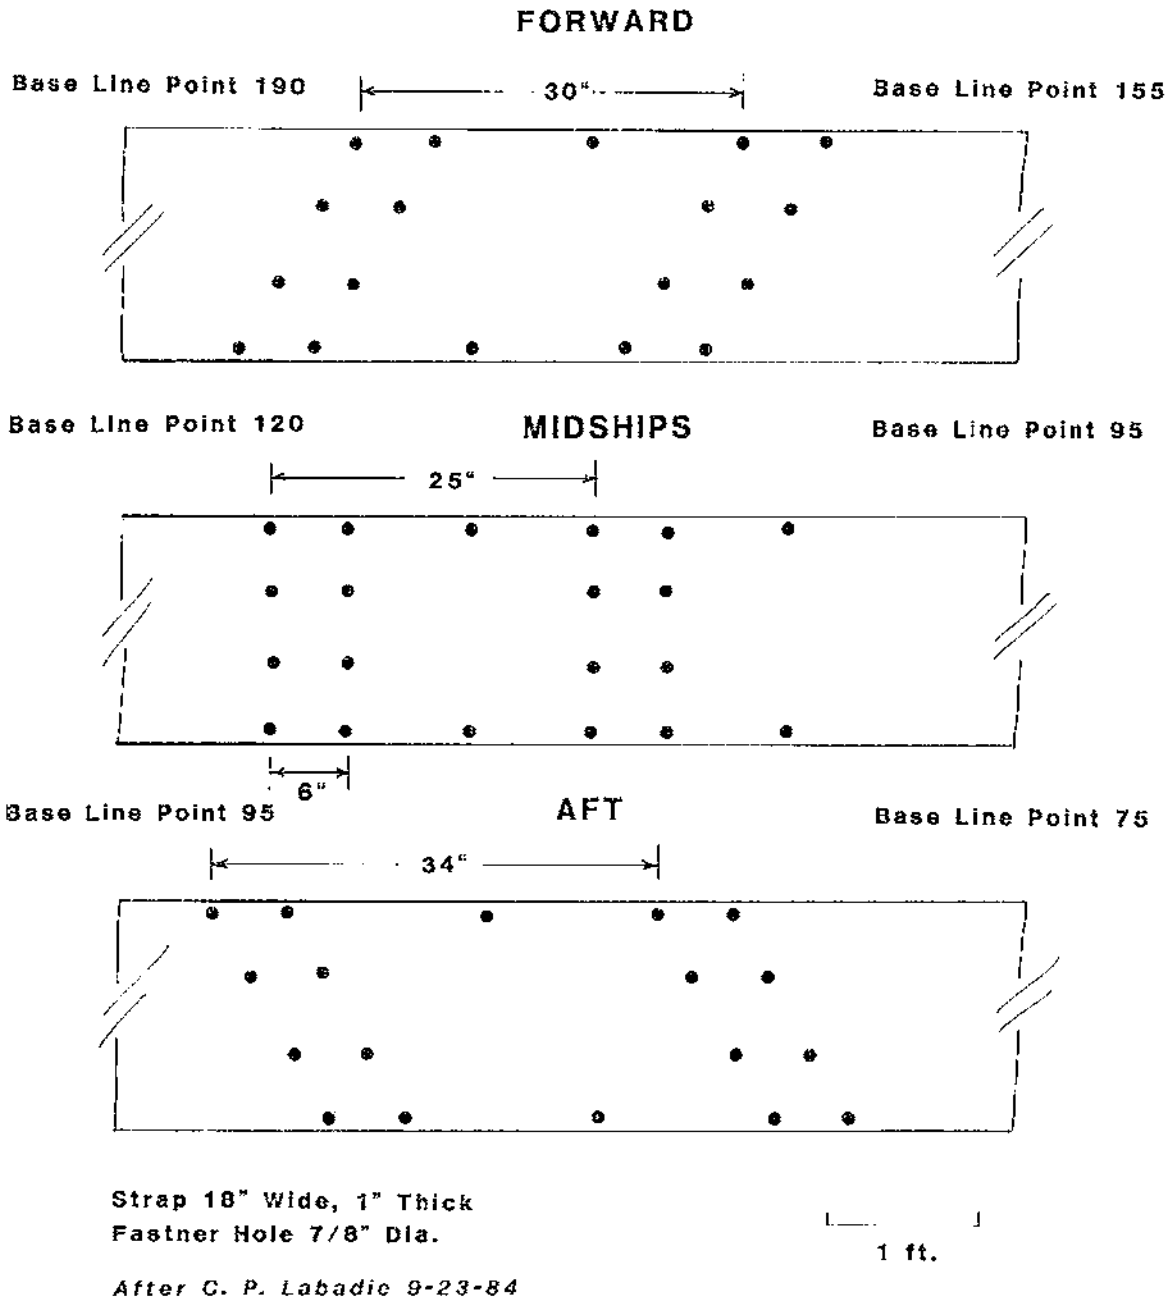 FORWARD
Base Line Point 190
30"
Base Line Point 155
Base Line Point 120
MIDSHIPS
Base Line Point 95
25"
6"
Base Line Point 95
AFT
Base Line Point 75
34"
Strap 18" Wide, 1" Thick
Fastner Hole 7/8" Dia.
1 ft.
After C. P. Labadie 9-23-84